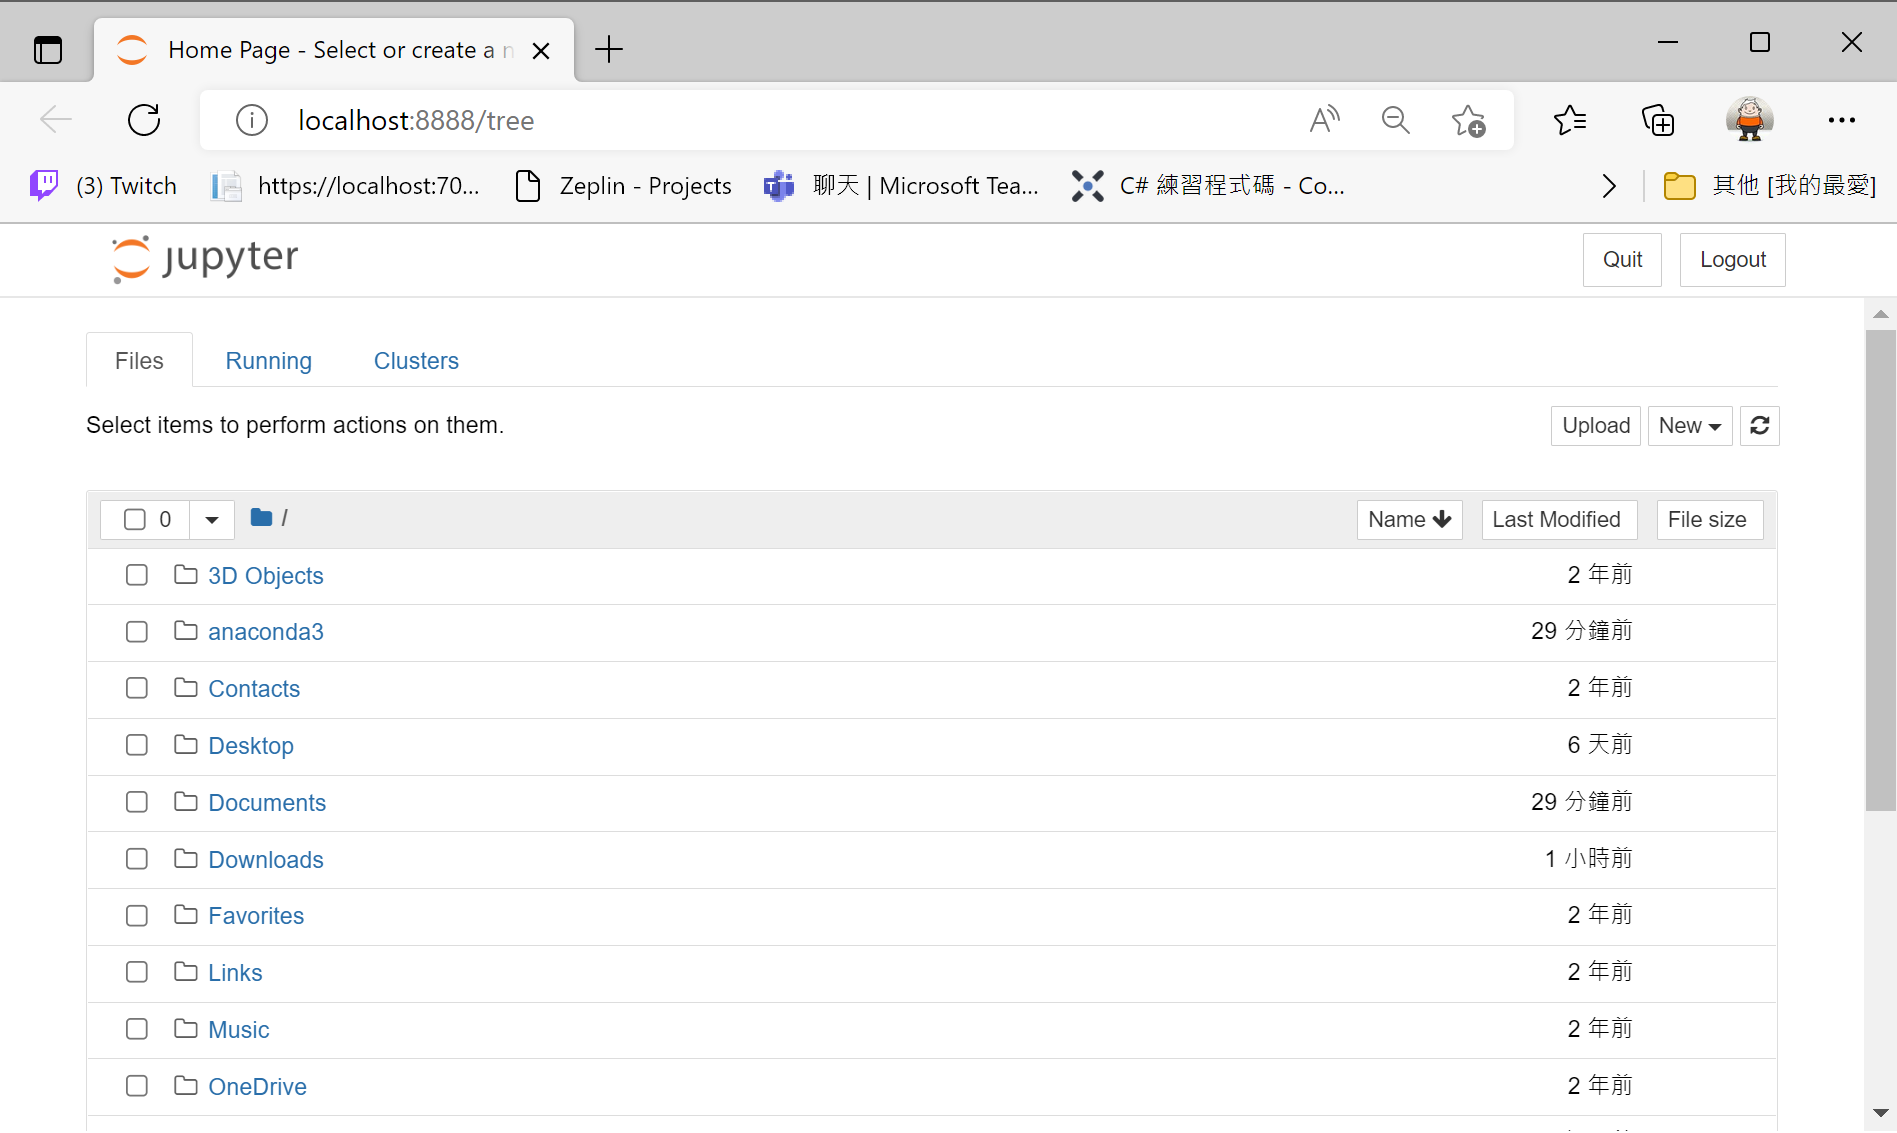 Home Page - Select or create a n
localhost:8888/tree
(3) Twitch https://localhost:70... Zeplin - Projects 聊天 | Microsoft Tea... C# 練習程式碼 - Co... 其他 [我的最愛]
jupyter Quit Logout
Files Running Clusters
Select items to perform actions on them. Upload New
0 / Name Last Modified File size
3D Objects 2 年前
anaconda3 29 分鐘前
Contacts 2 年前
Desktop 6 天前
Documents 29 分鐘前
Downloads 1 小時前
Favorites 2 年前
Links 2 年前
Music 2 年前
OneDrive 2 年前